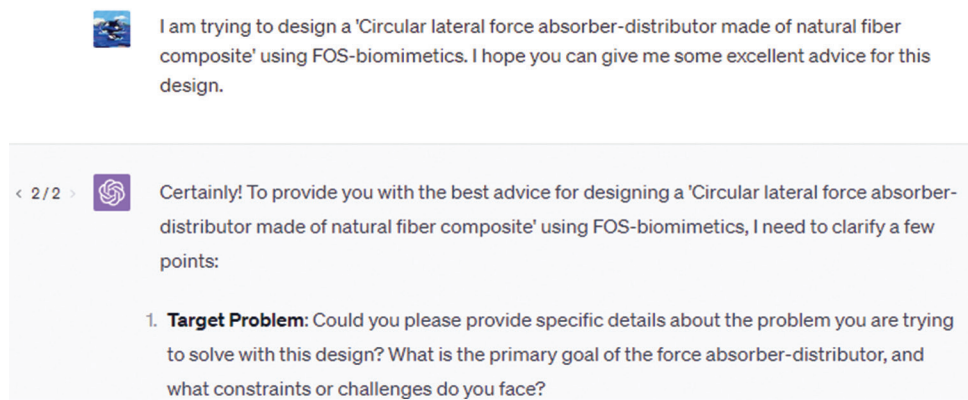 I am trying to design a 'Circular lateral force absorber-distributor made of natural fiber
composite' using FOS-biomimetics. I hope you can give me some excellent advice for this
design.
< 2/2 >
Certainly! To provide you with the best advice for designing a 'Circular lateral force absorber-
distributor made of natural fiber composite' using FOS-biomimetics, I need to clarify a few
points:
1. Target Problem: Could you please provide specific details about the problem you are trying
to solve with this design? What is the primary goal of the force absorber-distributor, and
what constraints or challenges do you face?